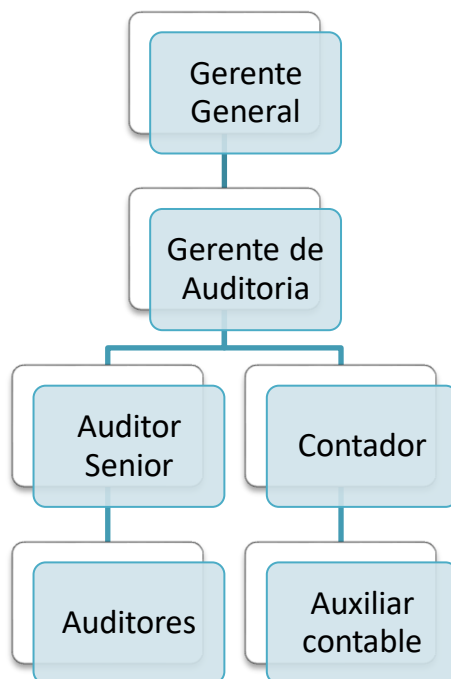 Gerente
General
Gerente de
Auditoria
Auditor
Senior
Contador
Auditores
Auxiliar
contable